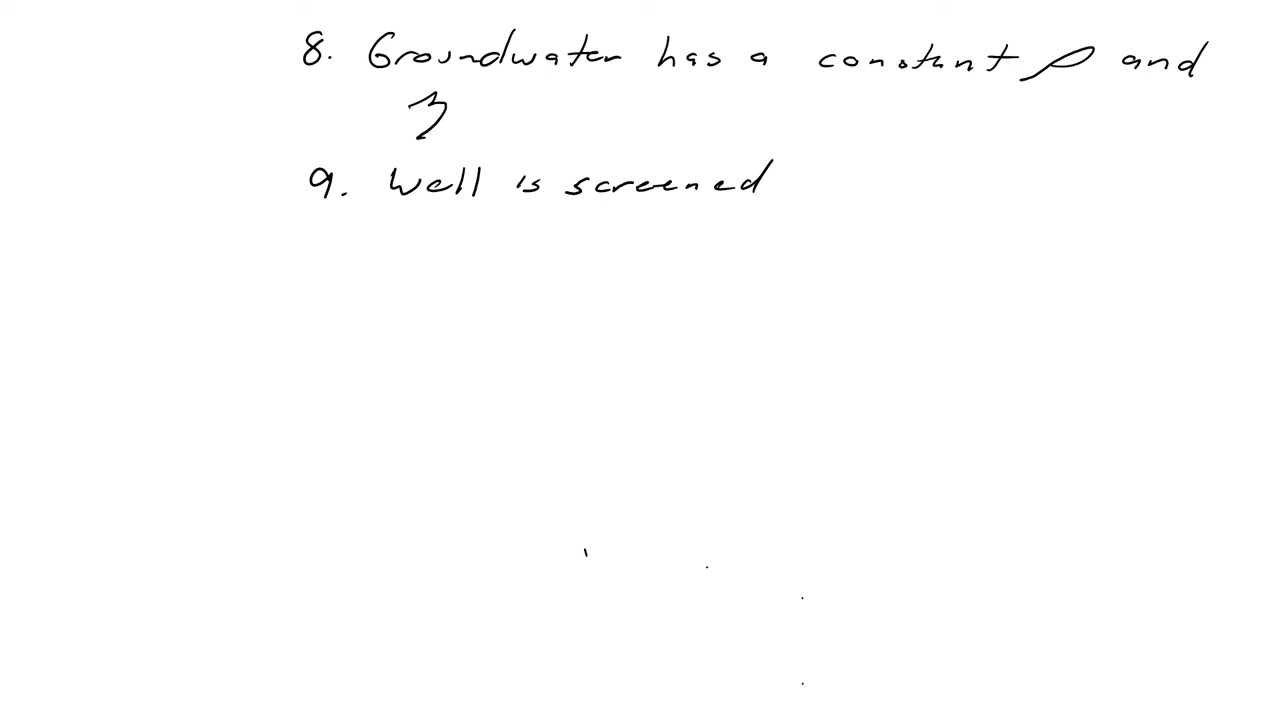 8. Groundwater has a constant ρ and
9. Well is screened